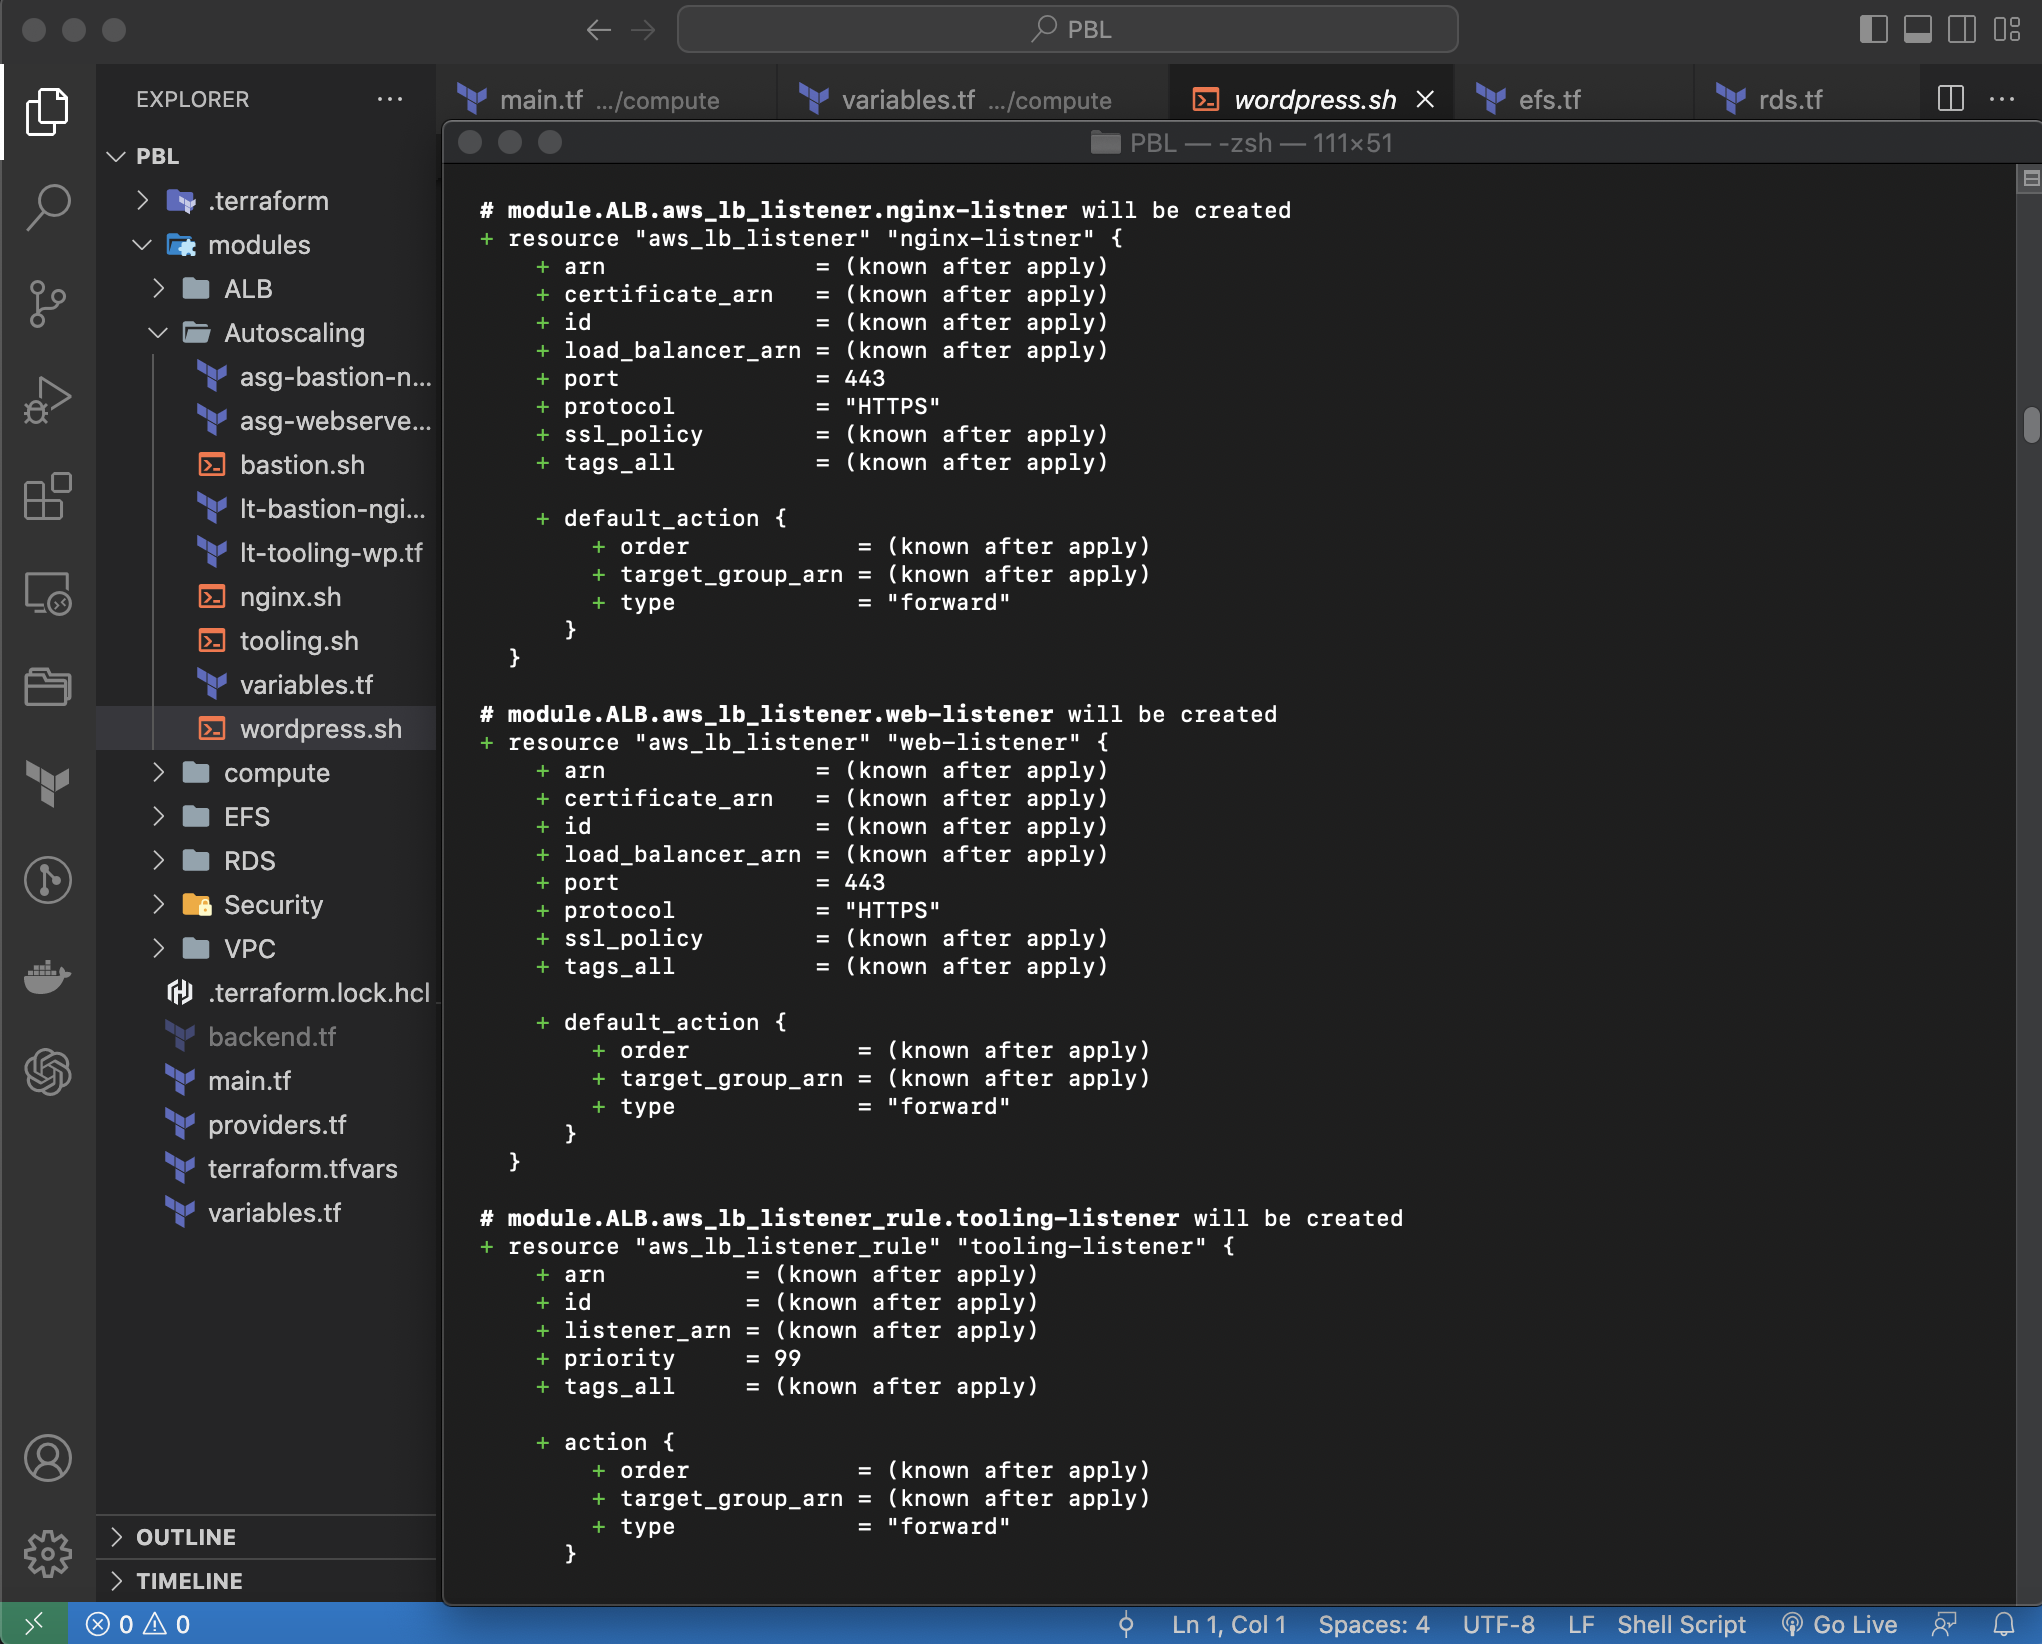 PBL
EXPLORER
main.tf .../compute
variables.tf .../compute
wordpress.sh
efs.tf
rds.tf
PBL
.terraform
modules
ALB
Autoscaling
asg-bastion-n...
asg-webserve...
bastion.sh
lt-bastion-ngi...
lt-tooling-wp.tf
nginx.sh
tooling.sh
variables.tf
wordpress.sh
compute
EFS
RDS
Security
VPC
.terraform.lock.hcl
backend.tf
main.tf
providers.tf
terraform.tfvars
variables.tf
OUTLINE
TIMELINE
PBL — -zsh — 111×51
# module.ALB.aws_lb_listener.nginx-listner will be created
+ resource "aws_lb_listener" "nginx-listner" {
+ arn = (known after apply)
+ certificate_arn = (known after apply)
+ id = (known after apply)
+ load_balancer_arn = (known after apply)
+ port = 443
+ protocol = "HTTPS"
+ ssl_policy = (known after apply)
+ tags_all = (known after apply)
+ default_action {
+ order = (known after apply)
+ target_group_arn = (known after apply)
+ type = "forward"
}
}
# module.ALB.aws_lb_listener.web-listener will be created
+ resource "aws_lb_listener" "web-listener" {
+ arn = (known after apply)
+ certificate_arn = (known after apply)
+ id = (known after apply)
+ load_balancer_arn = (known after apply)
+ port = 443
+ protocol = "HTTPS"
+ ssl_policy = (known after apply)
+ tags_all = (known after apply)
+ default_action {
+ order = (known after apply)
+ target_group_arn = (known after apply)
+ type = "forward"
}
}
# module.ALB.aws_lb_listener_rule.tooling-listener will be created
+ resource "aws_lb_listener_rule" "tooling-listener" {
+ arn = (known after apply)
+ id = (known after apply)
+ listener_arn = (known after apply)
+ priority = 99
+ tags_all = (known after apply)
+ action {
+ order = (known after apply)
+ target_group_arn = (known after apply)
+ type = "forward"
}
0 0
Ln 1, Col 1 Spaces: 4 UTF-8 LF Shell Script Go Live